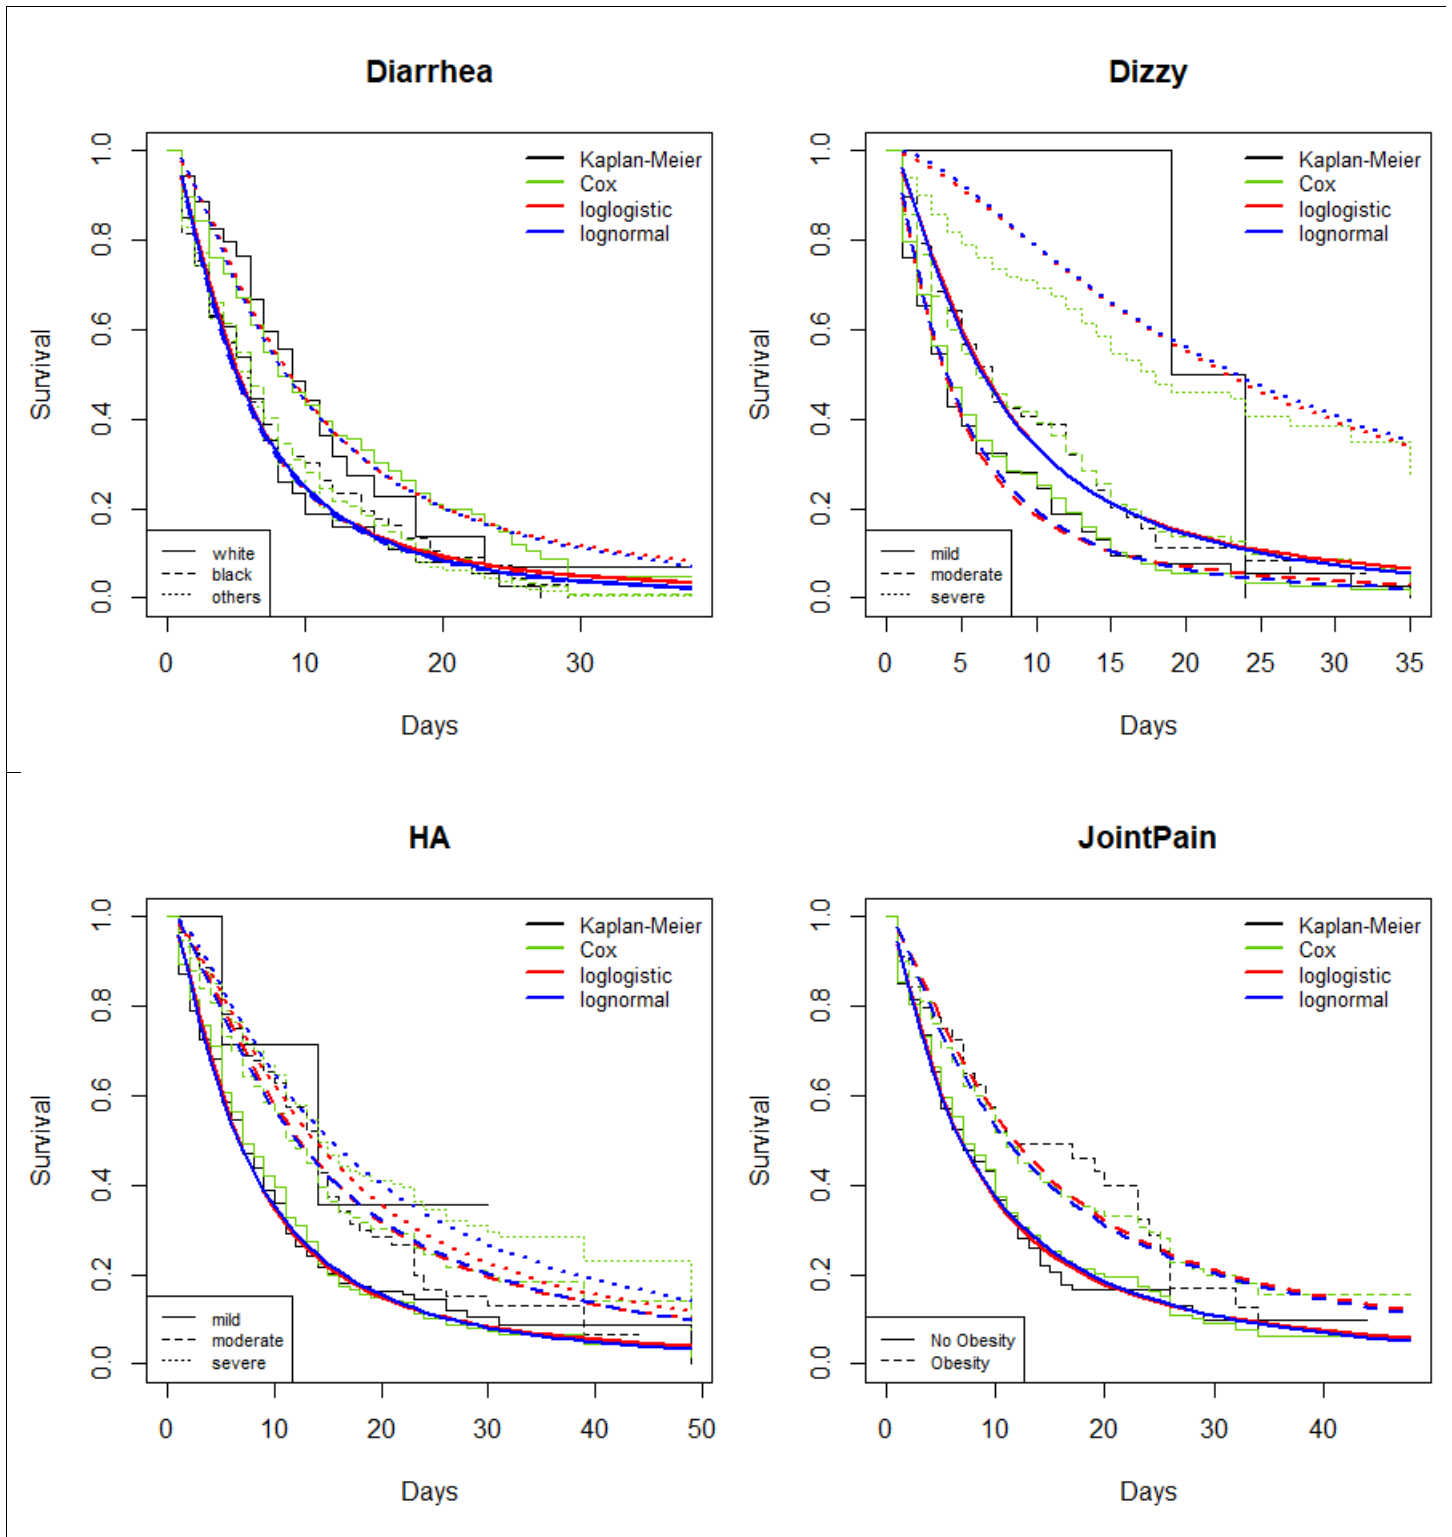 Diarrhea
Survival
0.0 0.2 0.4 0.6 0.8 1.0
Kaplan-Meier
Cox
loglogistic
lognormal
white
black
others
0 10 20 30
Days
Dizzy
Survival
0.0 0.2 0.4 0.6 0.8 1.0
Kaplan-Meier
Cox
loglogistic
lognormal
mild
moderate
severe
0 5 10 15 20 25 30 35
Days
HA
Survival
0.0 0.2 0.4 0.6 0.8 1.0
Kaplan-Meier
Cox
loglogistic
lognormal
mild
moderate
severe
0 10 20 30 40 50
Days
JointPain
Survival
0.0 0.2 0.4 0.6 0.8 1.0
Kaplan-Meier
Cox
loglogistic
lognormal
No Obesity
Obesity
0 10 20 30 40
Days